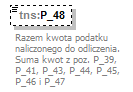 tns:P_48
Razem kwota podatku
naliczonego do odliczenia.
Suma kwot z poz. P_39,
P_41, P_43, P_44, P_45,
P_46 i P_47